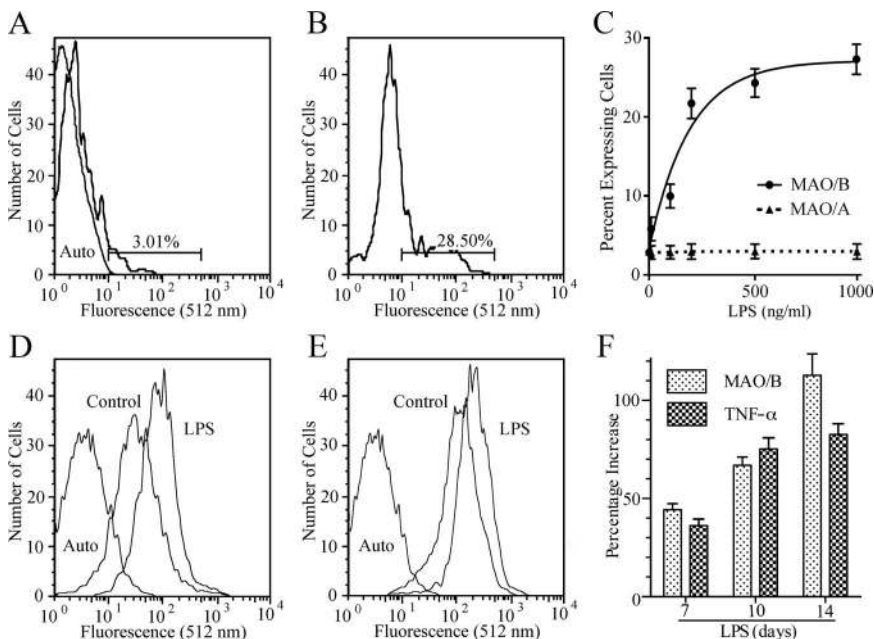 A
Number of Cells
40
30
20
10
0
Auto
3.01%
10^0 10^1 10^2 10^3 10^4
Fluorescence (512 nm)
B
Number of Cells
40
30
20
10
0
28.50%
10^0 10^1 10^2 10^3 10^4
Fluorescence (512 nm)
C
Percent Expressing Cells
30
20
10
0
MAO/B
MAO/A
0 500 1000
LPS (ng/ml)
D
Number of Cells
40
30
20
10
0
Control
LPS
Auto
10^0 10^1 10^2 10^3 10^4
Fluorescence (512 nm)
E
Number of Cells
40
30
20
10
0
Control
LPS
Auto
10^0 10^1 10^2 10^3 10^4
Fluorescence (512 nm)
F
Percentage Increase
100
50
0
MAO/B
TNF-α
7 10 14
LPS (days)